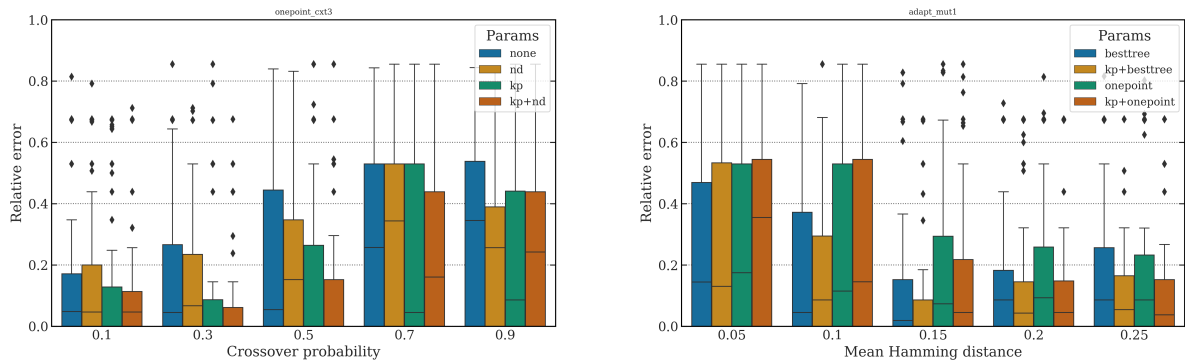 onepoint_cxt3
Relative error
1.0
0.8
0.6
0.4
0.2
0.0
Params
none
nd
kp
kp+nd
0.1 0.3 0.5 0.7 0.9
Crossover probability
adapt_mut1
Relative error
1.0
0.8
0.6
0.4
0.2
0.0
Params
besttree
kp+besttree
onepoint
kp+onepoint
0.05 0.1 0.15 0.2 0.25
Mean Hamming distance